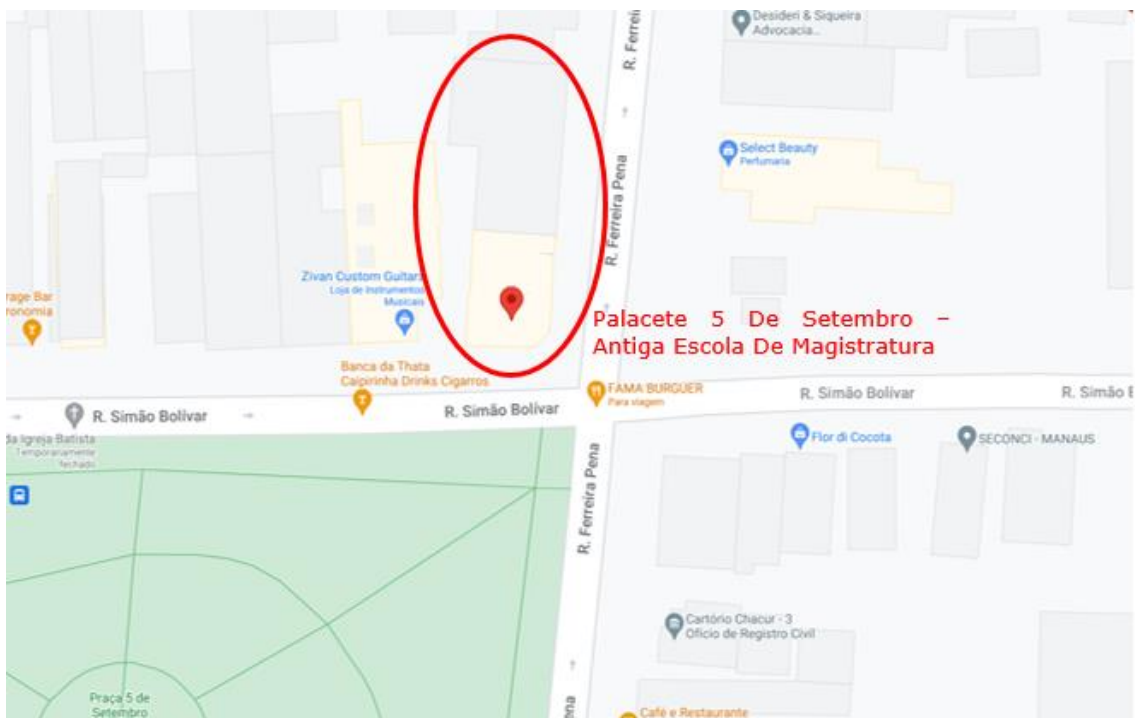 Desideri & Siqueira
Advocacia...
R. Ferrei
Select Beauty
Perfumaria
R. Ferreira Pena
Zivan Custom Guitarz
Loja de Instrumentos
Musicais
rage Bar
ronomia
Palacete 5 De Setembro –
Antiga Escola De Magistratura
Banca da Thata
Caipirinha Drinks Cigarros
FAMA BURGUER
Para viagem
R. Simão Bolívar
R. Simão Bolívar
R. Simão Bolívar
R. Simão B
da Igreja Batista
Temporariamente
fechado
Flor di Cocota
SECONCI - MANAUS
R. Ferreira Pena
Cartório Chacur - 3
Ofício de Registro Civil
Praça 5 de
Setembro
ena
Café e Restaurante